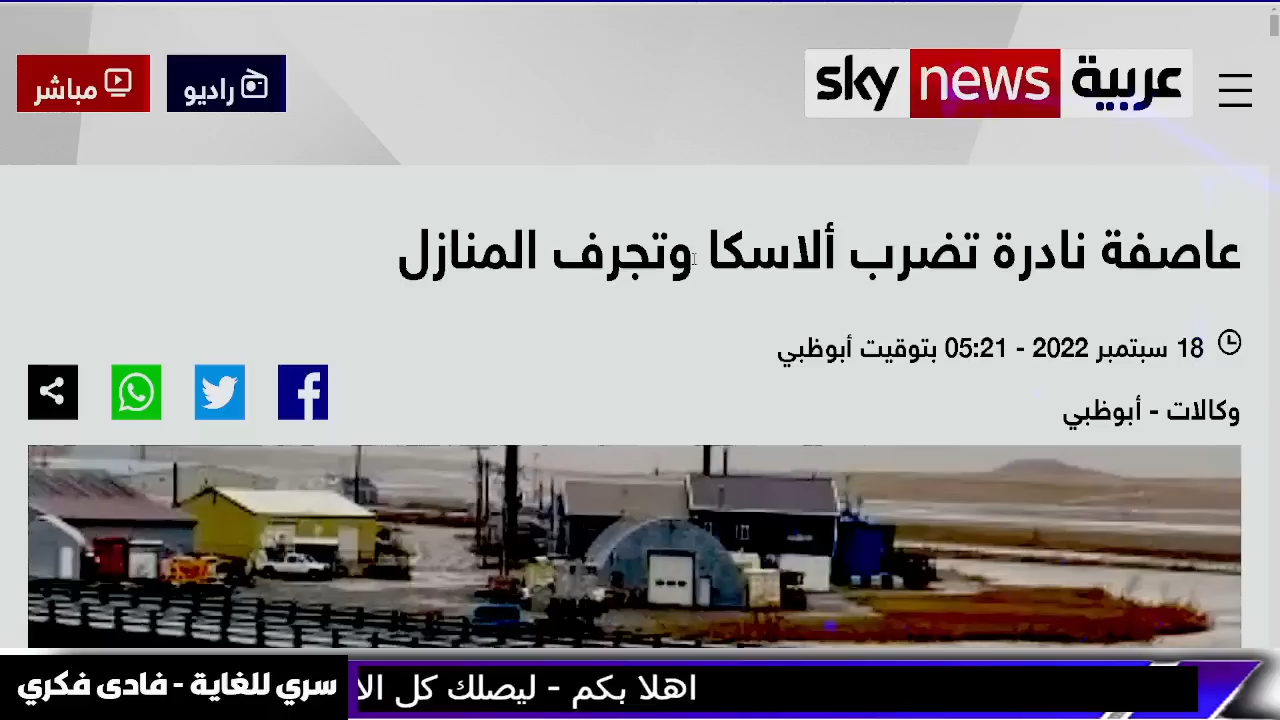 sky news عربية
راديو
مباشر
عاصفة نادرة تضرب ألاسكا وتجرف المنازل
18 سبتمبر 2022 - 05:21 بتوقيت أبوظبي
وكالات - أبوظبي
سري للغاية - فادى فكري
اهلا بكم - ليصلك كل الا